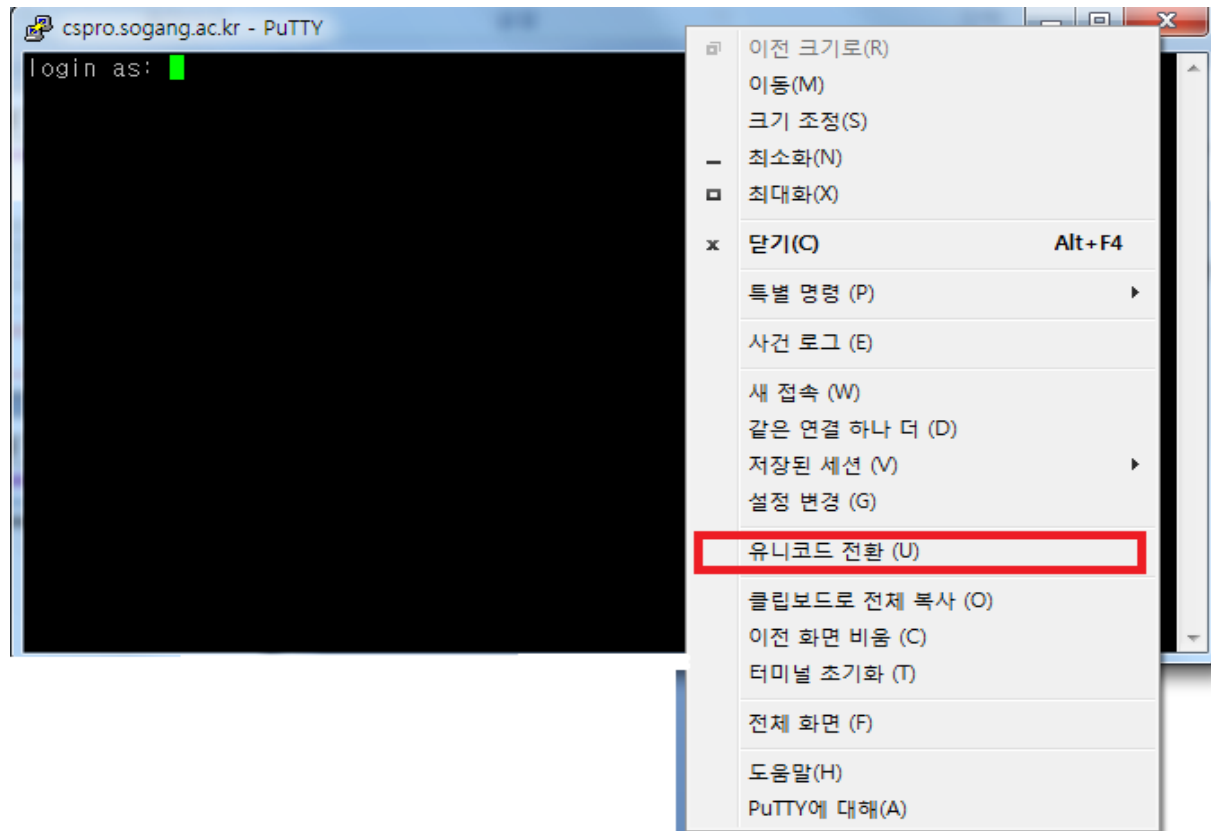 cspro.sogang.ac.kr - PuTTY
login as:
이전 크기로(R)
이동(M)
크기 조정(S)
최소화(N)
최대화(X)
닫기(C) Alt+F4
특별 명령 (P)
사건 로그 (E)
새 접속 (W)
같은 연결 하나 더 (D)
저장된 세션 (V)
설정 변경 (G)
유니코드 전환 (U)
클립보드로 전체 복사 (O)
이전 화면 비움 (C)
터미널 초기화 (T)
전체 화면 (F)
도움말(H)
PuTTY에 대해(A)